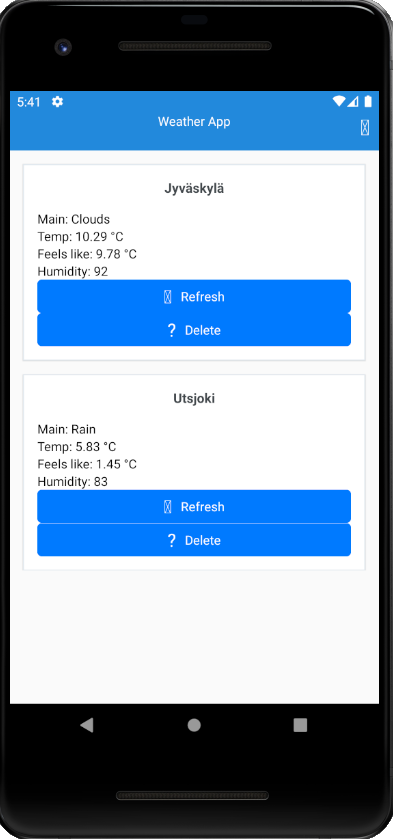 5:41
Weather App
Jyväskylä
Main: Clouds
Temp: 10.29 °C
Feels like: 9.78 °C
Humidity: 92
Refresh
? Delete
Utsjoki
Main: Rain
Temp: 5.83 °C
Feels like: 1.45 °C
Humidity: 83
Refresh
? Delete